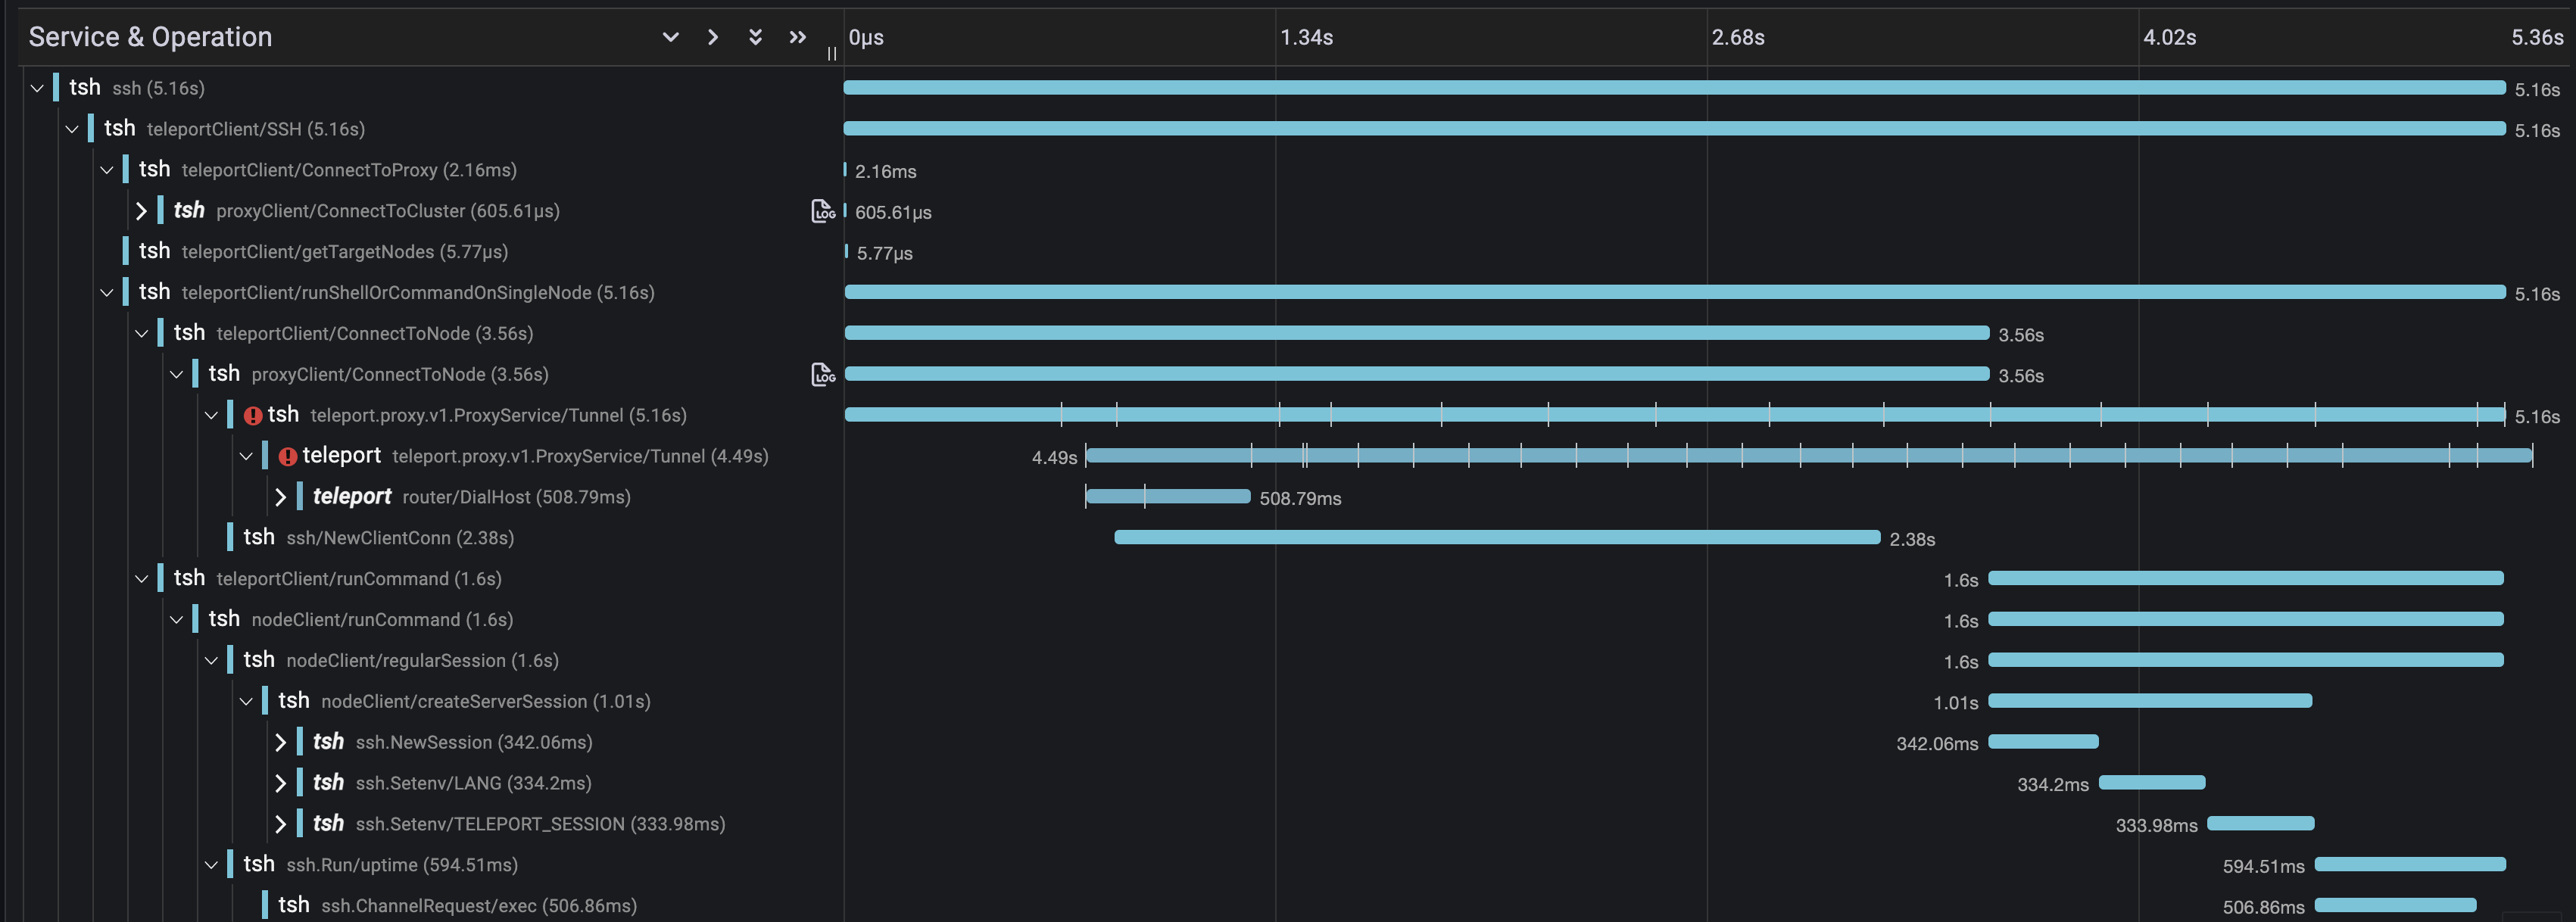 Service & Operation 0μs 1.34s 2.68s 4.02s 5.36s
tsh ssh (5.16s) 5.16s
tsh teleportClient/SSH (5.16s) 5.16s
tsh teleportClient/ConnectToProxy (2.16ms) 2.16ms
tsh proxyClient/ConnectToCluster (605.61μs) LOG 605.61μs
tsh teleportClient/getTargetNodes (5.77μs) 5.77μs
tsh teleportClient/runShellOrCommandOnSingleNode (5.16s) 5.16s
tsh teleportClient/ConnectToNode (3.56s) 3.56s
tsh proxyClient/ConnectToNode (3.56s) LOG 3.56s
tsh teleport.proxy.v1.ProxyService/Tunnel (5.16s) 5.16s
teleport teleport.proxy.v1.ProxyService/Tunnel (4.49s) 4.49s
teleport router/DialHost (508.79ms) 508.79ms
tsh ssh/NewClientConn (2.38s) 2.38s
tsh teleportClient/runCommand (1.6s) 1.6s
tsh nodeClient/runCommand (1.6s) 1.6s
tsh nodeClient/regularSession (1.6s) 1.6s
tsh nodeClient/createServerSession (1.01s) 1.01s
tsh ssh.NewSession (342.06ms) 342.06ms
tsh ssh.Setenv/LANG (334.2ms) 334.2ms
tsh ssh.Setenv/TELEPORT_SESSION (333.98ms) 333.98ms
tsh ssh.Run/uptime (594.51ms) 594.51ms
tsh ssh.ChannelRequest/exec (506.86ms) 506.86ms